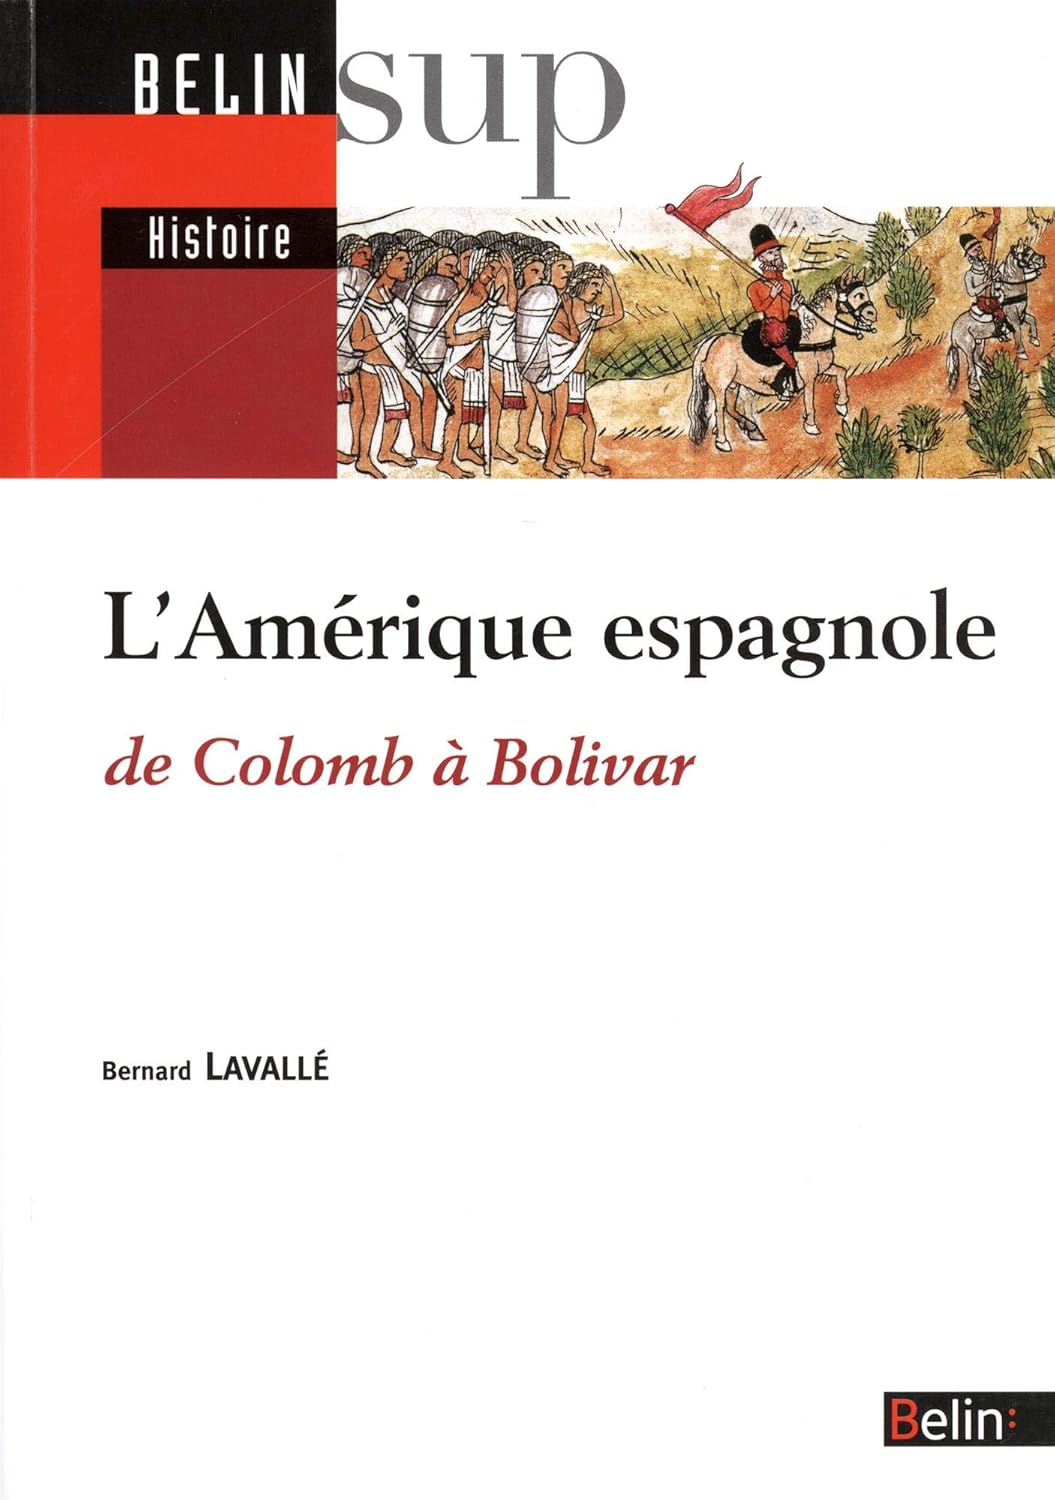 BELIN sup
Histoire
L'Amérique espagnole
de Colomb à Bolivar
Bernard LAVALLÉ
Belin: